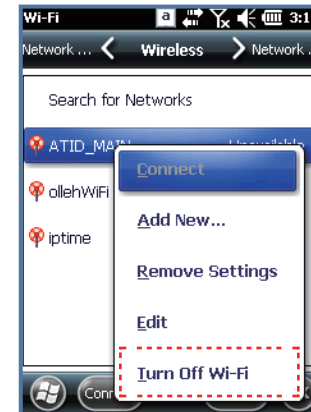 Wi-Fi a 3:1
Network ... Wireless Network .
Search for Networks
ATID_MAIN Unavailable
Connect
ollehWiFi
Add New...
iptime
Remove Settings
Edit
Turn Off Wi-Fi
Conn